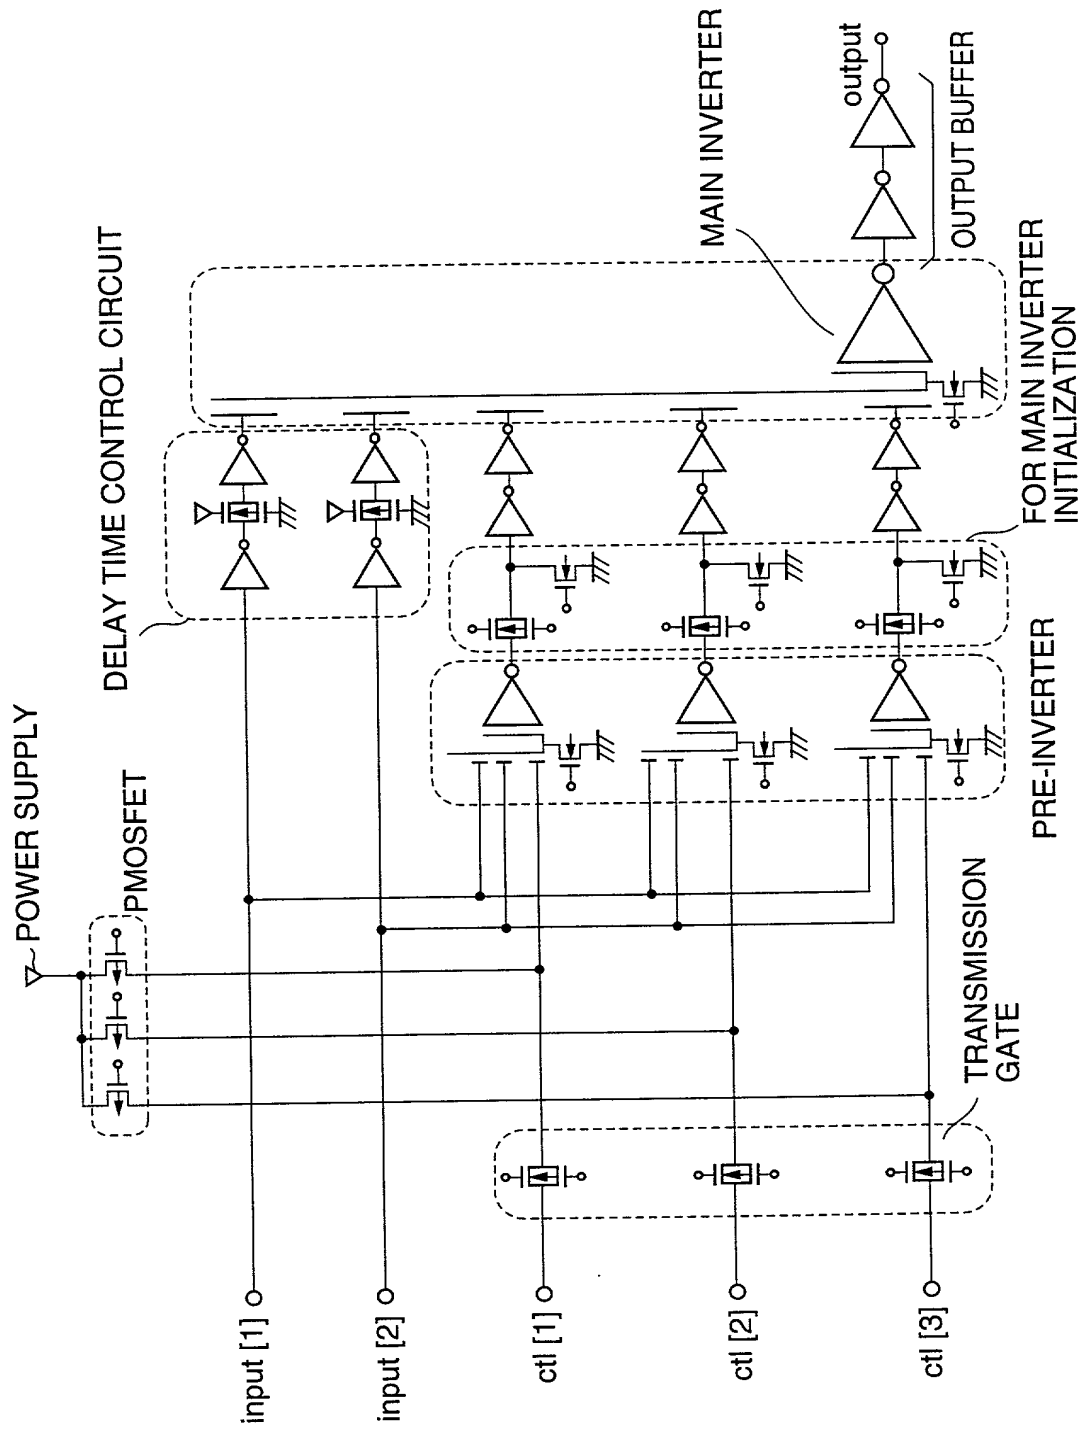 POWER SUPPLY
PMOSFET
DELAY TIME CONTROL CIRCUIT
MAIN INVERTER
output
OUTPUT BUFFER
FOR MAIN INVERTER
INITIALIZATION
PRE-INVERTER
TRANSMISSION
GATE
input [1]
input [2]
ctl [1]
ctl [2]
ctl [3]